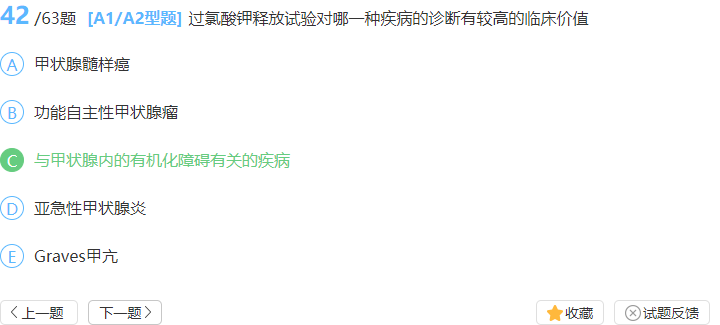 42/63题 [A1/A2型题] 过氯酸钾释放试验对哪一种疾病的诊断有较高的临床价值
A 甲状腺髓样癌
B 功能自主性甲状腺瘤
C 与甲状腺内的有机化障碍有关的疾病
D 亚急性甲状腺炎
E Graves甲亢
上一题 下一题 收藏 试题反馈